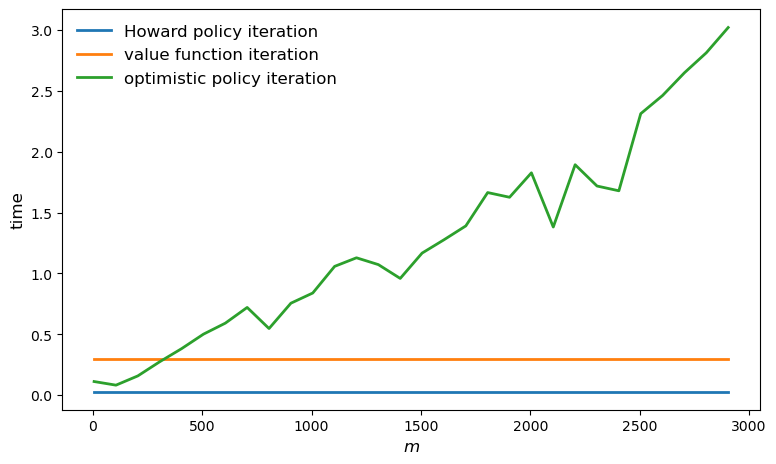 Howard policy iteration
value function iteration
optimistic policy iteration
time
3.0
2.5
2.0
1.5
1.0
0.5
0.0
0 500 1000 1500 2000 2500 3000
m